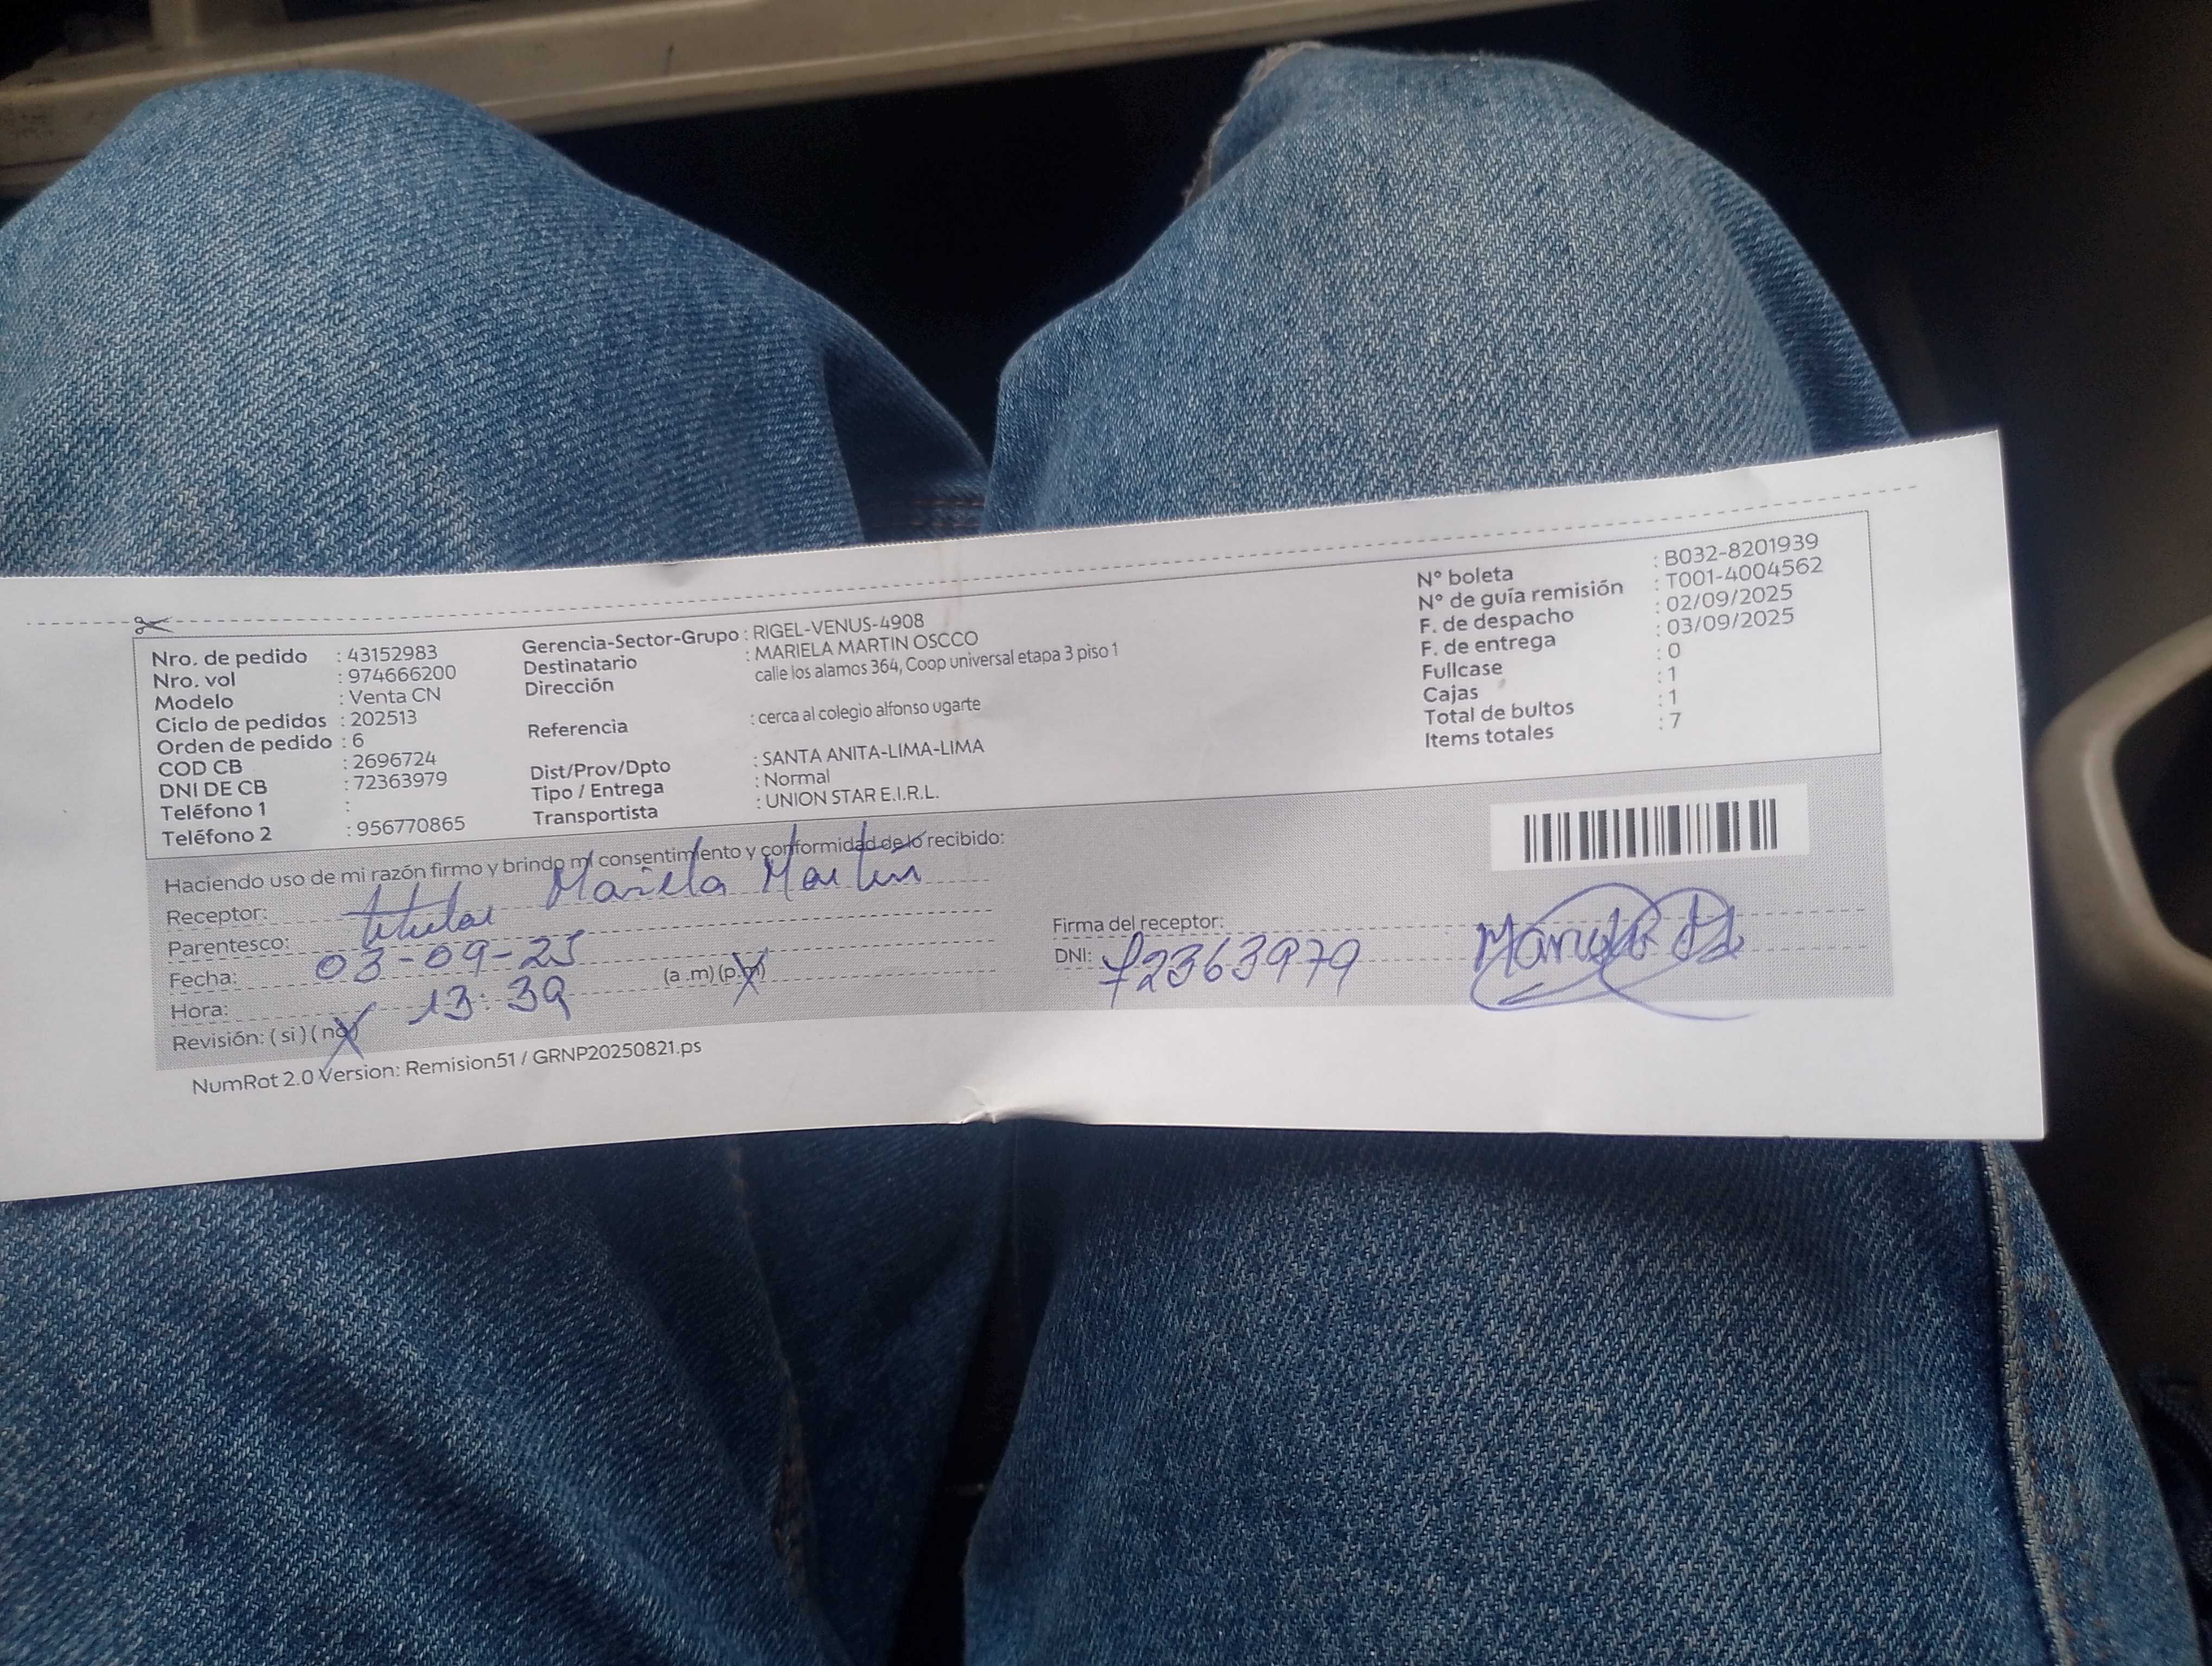 Nro. de pedido : 43152983
Nro. vol : 974666200
Modelo : Venta CN
Ciclo de pedidos : 202513
Orden de pedido : 6
COD CB : 2696724
DNI DE CB : 72363979
Teléfono 1 :
Teléfono 2 : 956770865
Gerencia-Sector-Grupo : RIGEL-VENUS-4908
Destinatario : MARIELA MARTIN OSCCO
Dirección calle los alamos 364, Coop universal etapa 3 piso 1
Referencia : cerca al colegio alfonso ugarte
Dist/Prov/Dpto : SANTA ANITA-LIMA-LIMA
Tipo / Entrega : Normal
Transportista : UNION STAR E.I.R.L.
N° boleta : B032-8201939
N° de guía remisión : T001-4004562
F. de despacho : 02/09/2025
F. de entrega : 03/09/2025
Fullcase : 0
Cajas : 1
Total de bultos : 1
Items totales : 7
Haciendo uso de mi razón firmo y brindo mi consentimiento y conformidad de lo recibido:
Receptor: Mariela Martin
Parentesco: titular
Fecha: 03-09-25
Hora: 13:39 (a .m) (p.m)
Revisión: ( si ) ( no )
Firma del receptor:
DNI: 72363979
NumRot 2.0 Version: Remision51 / GRNP20250821.ps